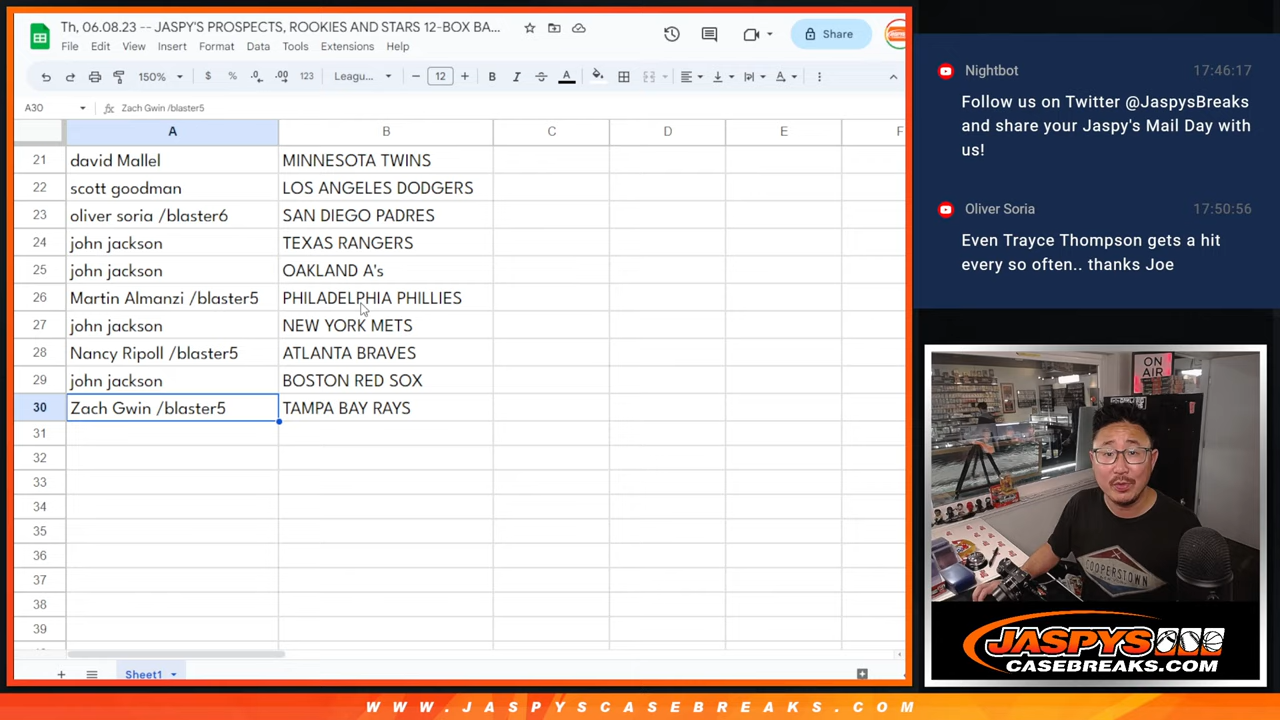 Th, 06.08.23 -- JASPY'S PROSPECTS, ROOKIES AND STARS 12-BOX BA...
File Edit View Insert Format Data Tools Extensions Help
Share
150% $ % .0 .00 123 Leagu... 12 B I A
A30 fx Zach Gwin /blaster5
A B C D E F
21 david Mallel MINNESOTA TWINS
22 scott goodman LOS ANGELES DODGERS
23 oliver soria /blaster6 SAN DIEGO PADRES
24 john jackson TEXAS RANGERS
25 john jackson OAKLAND A's
26 Martin Almanzi /blaster5 PHILADELPHIA PHILLIES
27 john jackson NEW YORK METS
28 Nancy Ripoll /blaster5 ATLANTA BRAVES
29 john jackson BOSTON RED SOX
30 Zach Gwin /blaster5 TAMPA BAY RAYS
31
32
33
34
35
36
37
38
39
Sheet1
Nightbot 17:46:17
Follow us on Twitter @JaspysBreaks
and share your Jaspy's Mail Day with
us!
Oliver Soria 17:50:56
Even Trayce Thompson gets a hit
every so often.. thanks Joe
ON
AIR
COOPERSTOWN
JASPYS
CASEBREAKS.COM
WWW.JASPYSCASEBREAKS.COM